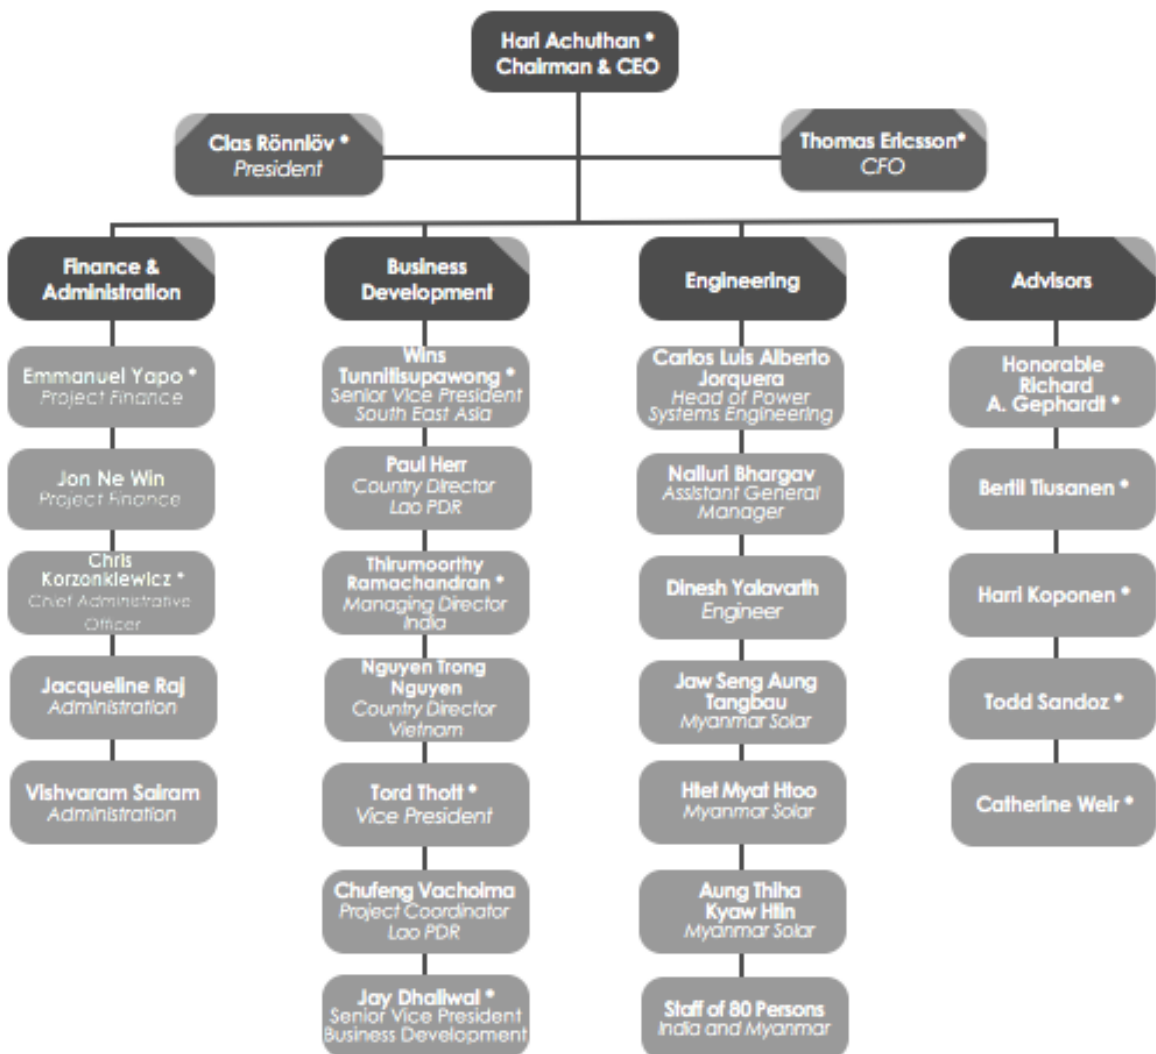 Hari Achuthan *
Chairman & CEO
Clas Rönnlöv *
President
Thomas Ericsson*
CFO
Finance &
Administration
Emmanuel Yapo *
Project Finance
Jon Ne Win
Project Finance
Chris
Korzonkiewicz *
Chief Administrative
Officer
Jacqueline Raj
Administration
Vishvaram Sairam
Administration
Business
Development
Wins
Tunnitisupawong *
Senior Vice President
South East Asia
Paul Herr
Country Director
Lao PDR
Thirumoorthy
Ramachandran *
Managing Director
India
Nguyen Trong
Nguyen
Country Director
Vietnam
Tord Thott *
Vice President
Chufeng Vachoima
Project Coordinator
Lao PDR
Jay Dhaliwal *
Senior Vice President
Business Development
Engineering
Carlos Luis Alberto
Jorquera
Head of Power
Systems Engineering
Nalluri Bhargav
Assistant General
Manager
Dinesh Yalavarth
Engineer
Jaw Seng Aung
Tangbau
Myanmar Solar
Htet Myat Htoo
Myanmar Solar
Aung Thiha
Kyaw Htin
Myanmar Solar
Staff of 80 Persons
India and Myanmar
Advisors
Honorable
Richard
A. Gephardt *
Bertil Tiusanen *
Harri Koponen *
Todd Sandoz *
Catherine Weir *